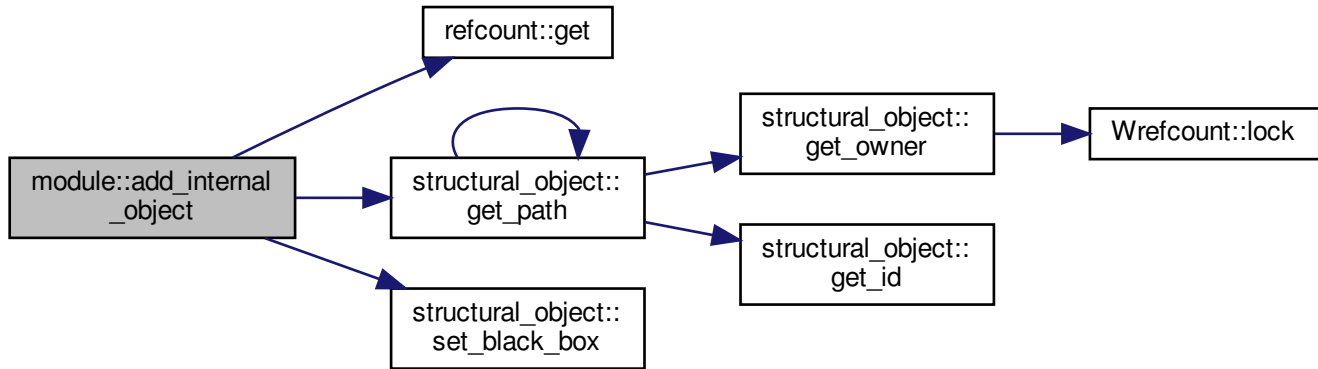 refcount::get
module::add_internal
_object
structural_object::
get_path
structural_object::
set_black_box
structural_object::
get_owner
structural_object::
get_id
Wrefcount::lock